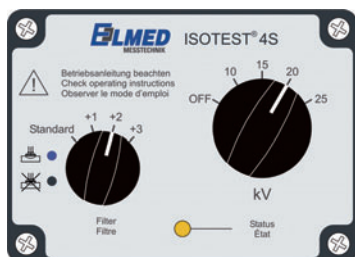 ELMED ISOTEST® 4S
MESSTECHNIK
Betriebsanleitung beachten
Check operating instructions
Observer le mode d'emploi
OFF 10 15 20 25
kV
Standard +1 +2 +3
Filter
Filtre
Status
État